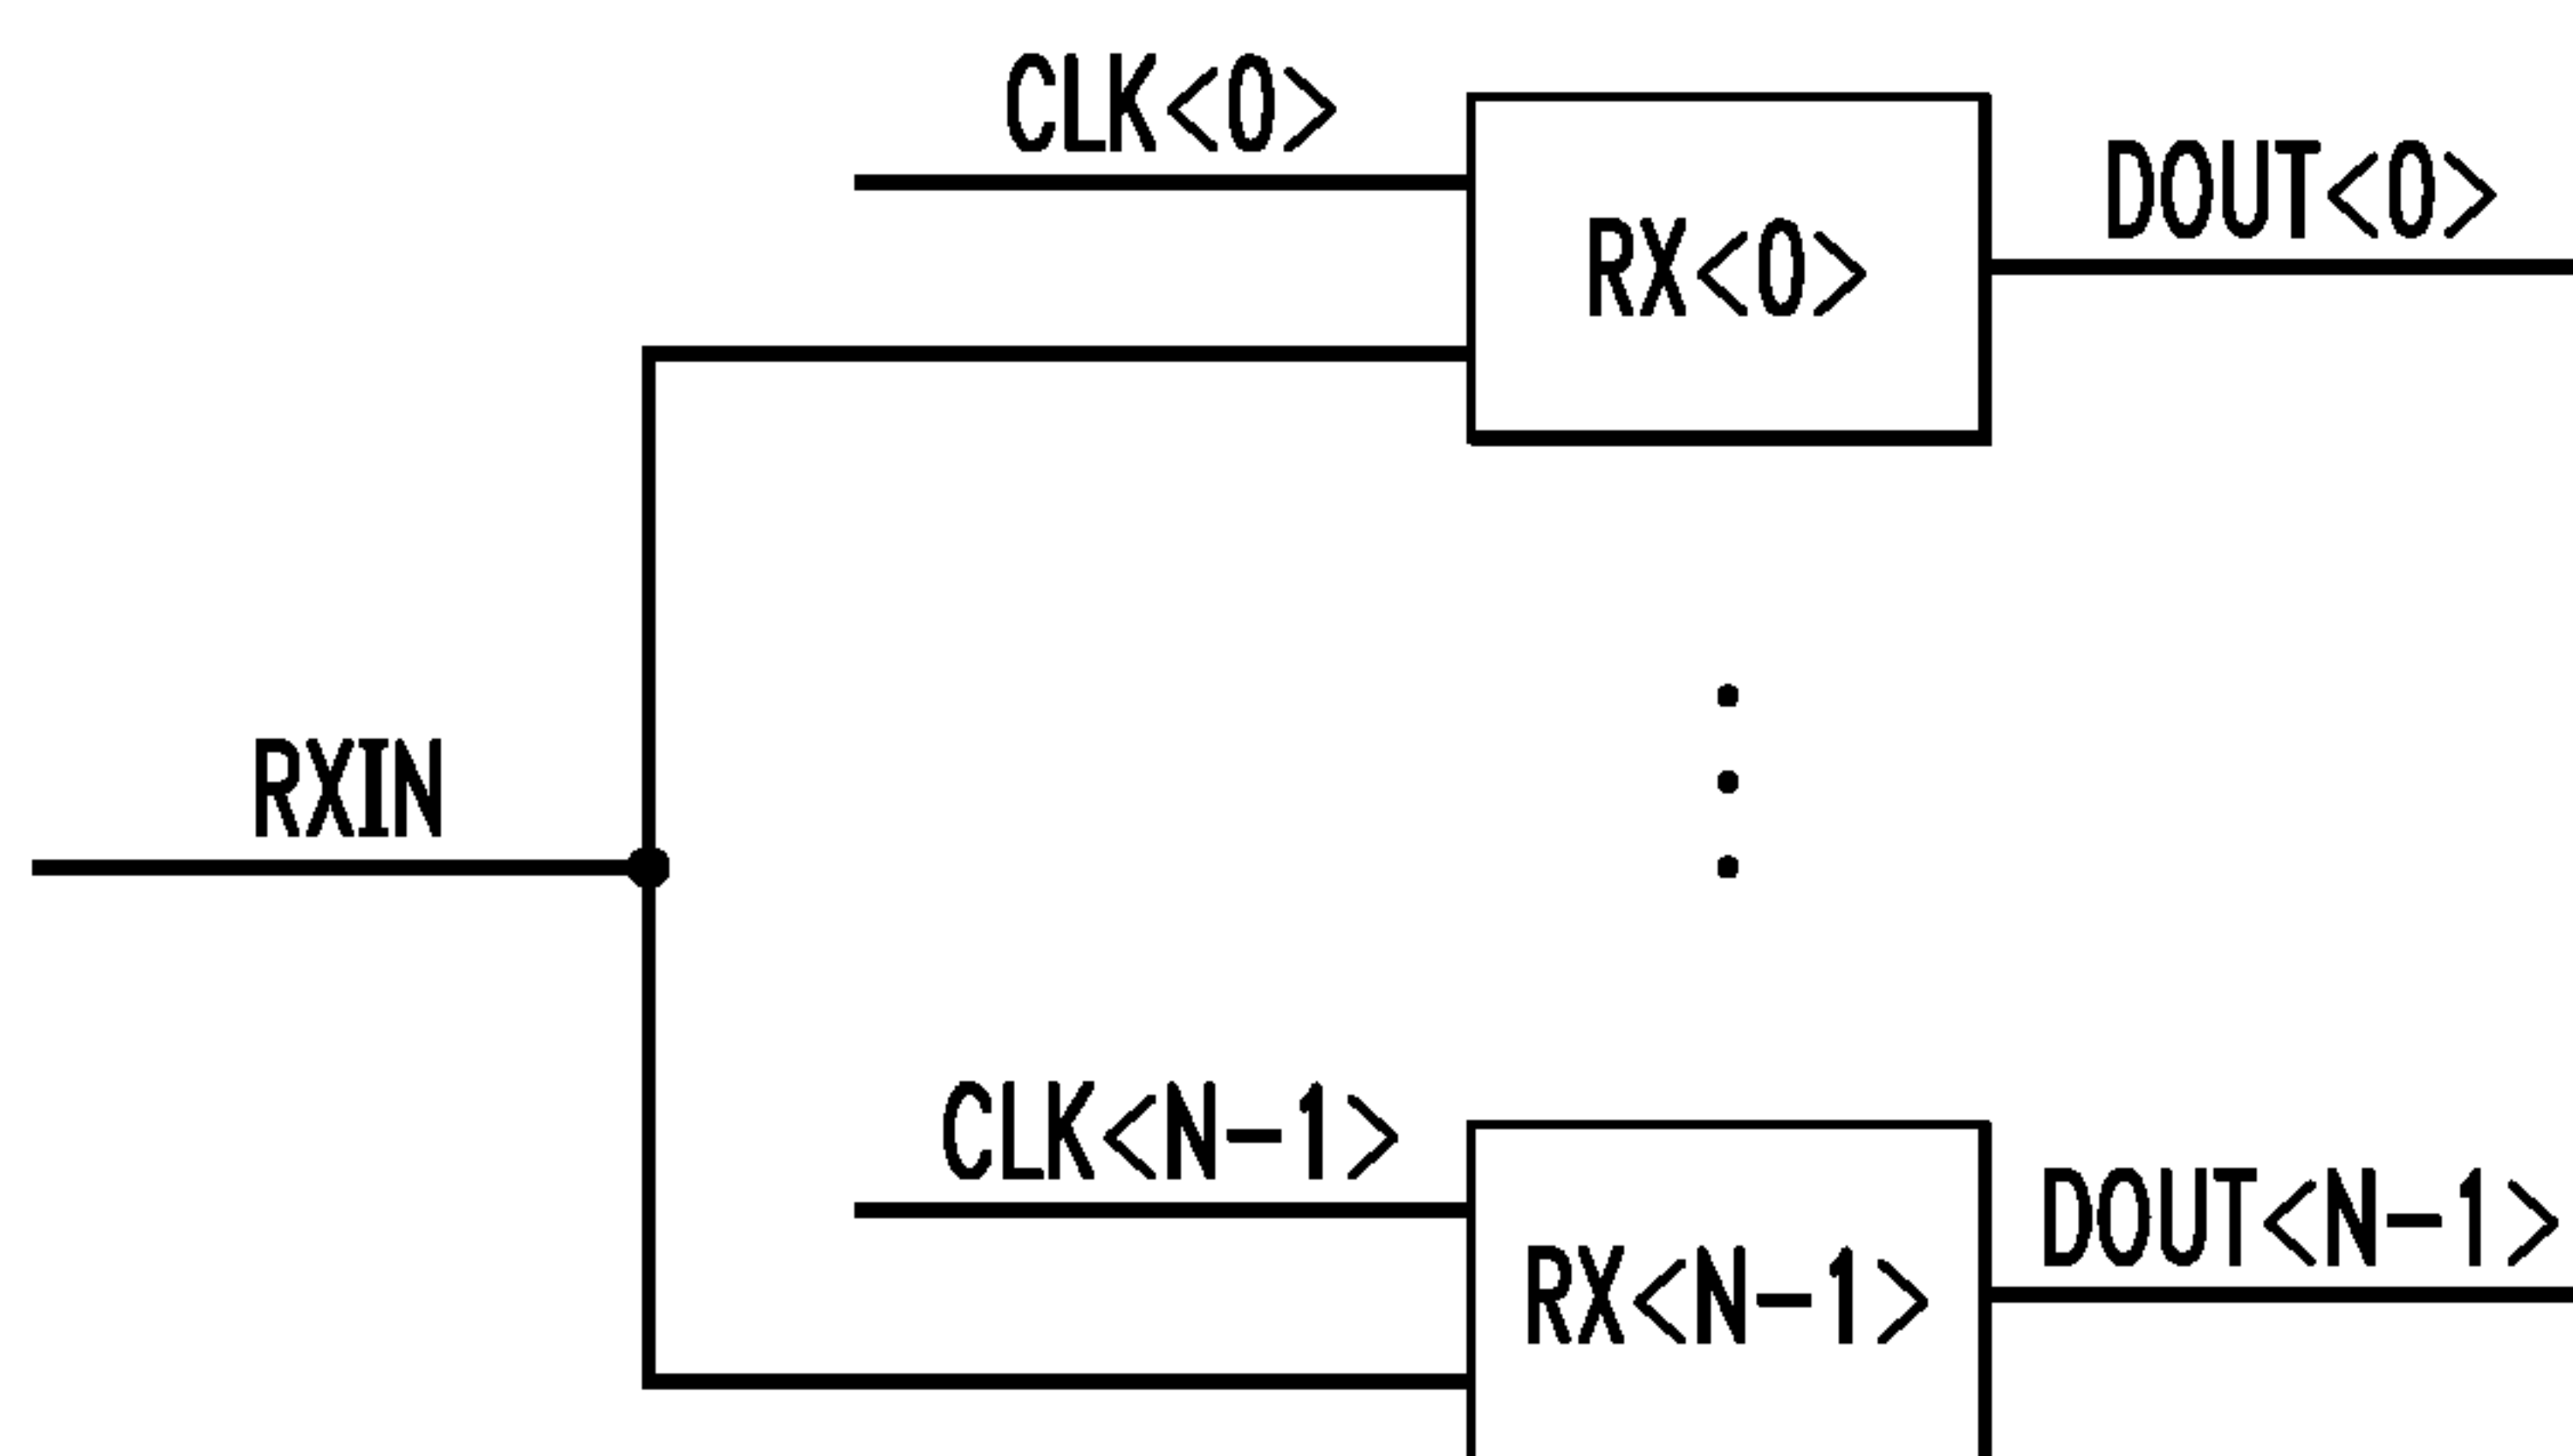 CLK<0>
DOUT<0>
RX<0>
RXIN
CLK<N-1>
DOUT<N-1>
RX<N-1>